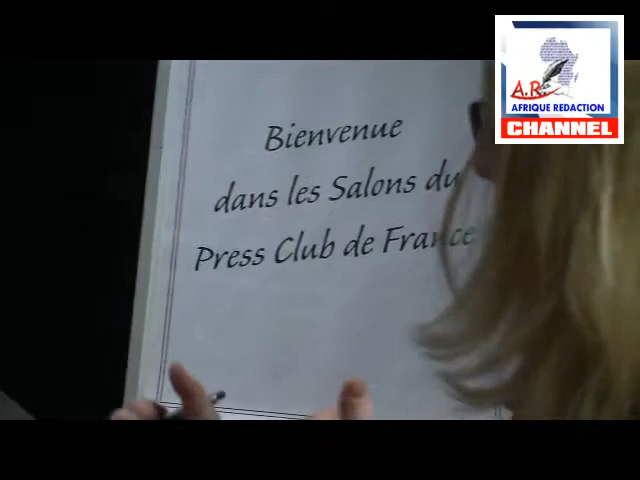 A.R.
AFRIQUE REDACTION
CHANNEL
Bienvenue
dans les Salons du
Press Club de France